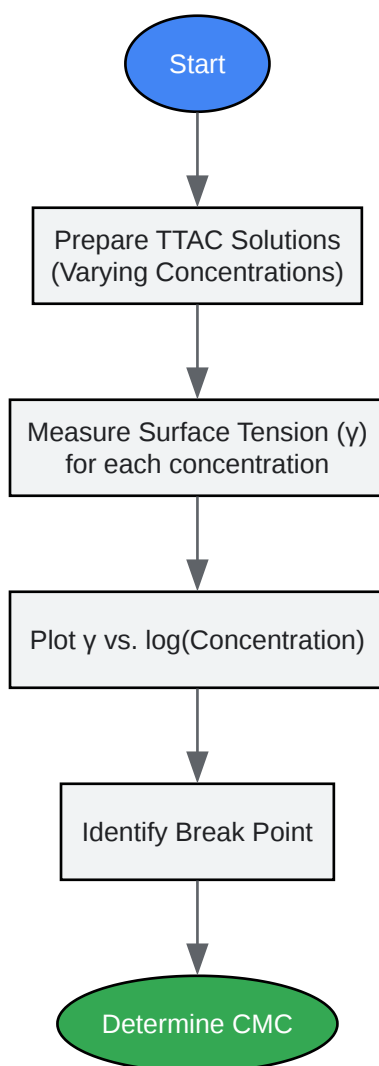 Start
Prepare TTAC Solutions
(Varying Concentrations)
Measure Surface Tension (γ)
for each concentration
Plot γ vs. log(Concentration)
Identify Break Point
Determine CMC